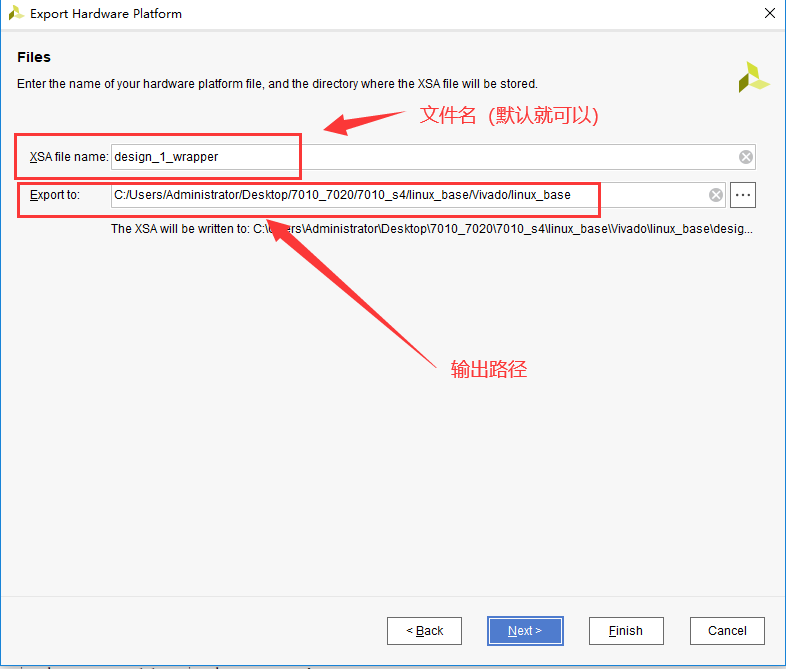 Export Hardware Platform
Files
Enter the name of your hardware platform file, and the directory where the XSA file will be stored.
文件名（默认就可以）
XSA file name: design_1_wrapper
Export to: C:/Users/Administrator/Desktop/7010_7020/7010_s4/linux_base/Vivado/linux_base
The XSA will be written to: C:\Users\Administrator\Desktop\7010_7020\7010_s4\linux_base\Vivado\linux_base\desig...
输出路径
< Back Next > Finish Cancel